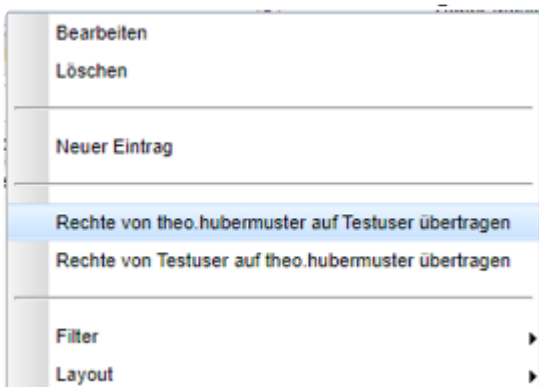 Bearbeiten
Löschen
Neuer Eintrag
Rechte von theo.hubermuster auf Testuser übertragen
Rechte von Testuser auf theo.hubermuster übertragen
Filter
Layout